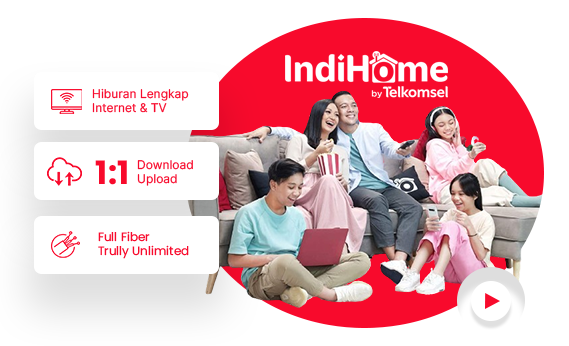 IndiHome
by Telkomsel
Hiburan Lengkap
Internet & TV
1:1
Download
Upload
Full Fiber
Trully Unlimited